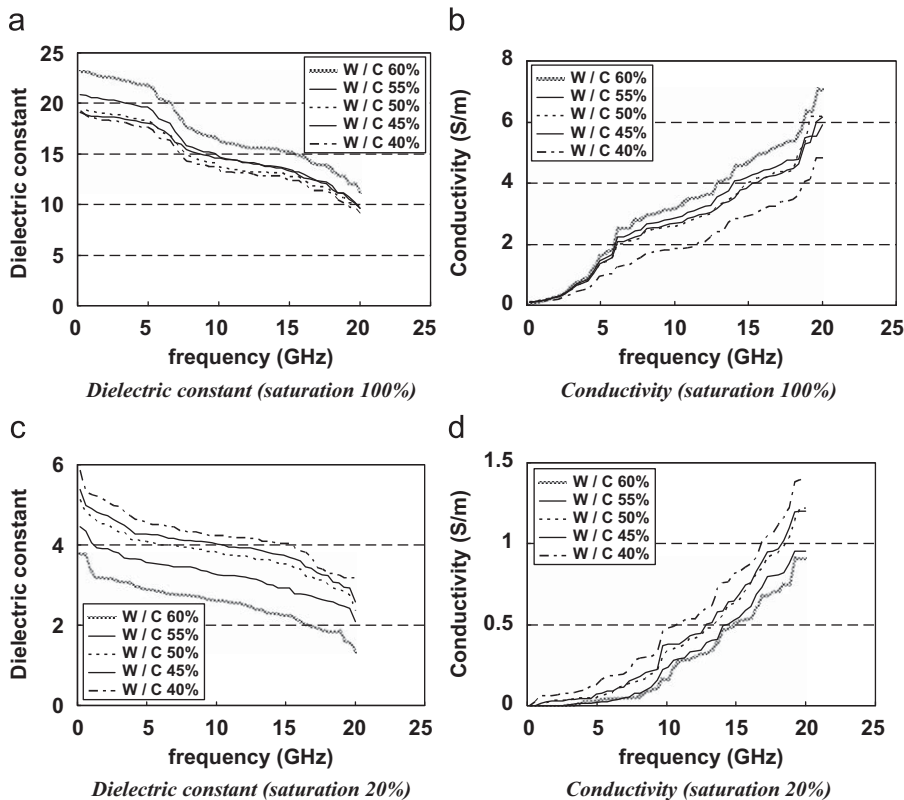 a
Dielectric constant
25
20
15
10
5
0
W / C 60%
W / C 55%
W / C 50%
W / C 45%
W / C 40%
0 5 10 15 20 25
frequency (GHz)
Dielectric constant (saturation 100%)
b
Conductivity (S/m)
8
6
4
2
0
W / C 60%
W / C 55%
W / C 50%
W / C 45%
W / C 40%
0 5 10 15 20 25
frequency (GHz)
Conductivity (saturation 100%)
c
Dielectric constant
6
4
2
0
W / C 60%
W / C 55%
W / C 50%
W / C 45%
W / C 40%
0 5 10 15 20 25
frequency (GHz)
Dielectric constant (saturation 20%)
d
Conductivity (S/m)
1.5
1
0.5
0
W / C 60%
W / C 55%
W / C 50%
W / C 45%
W / C 40%
0 5 10 15 20 25
frequency (GHz)
Conductivity (saturation 20%)